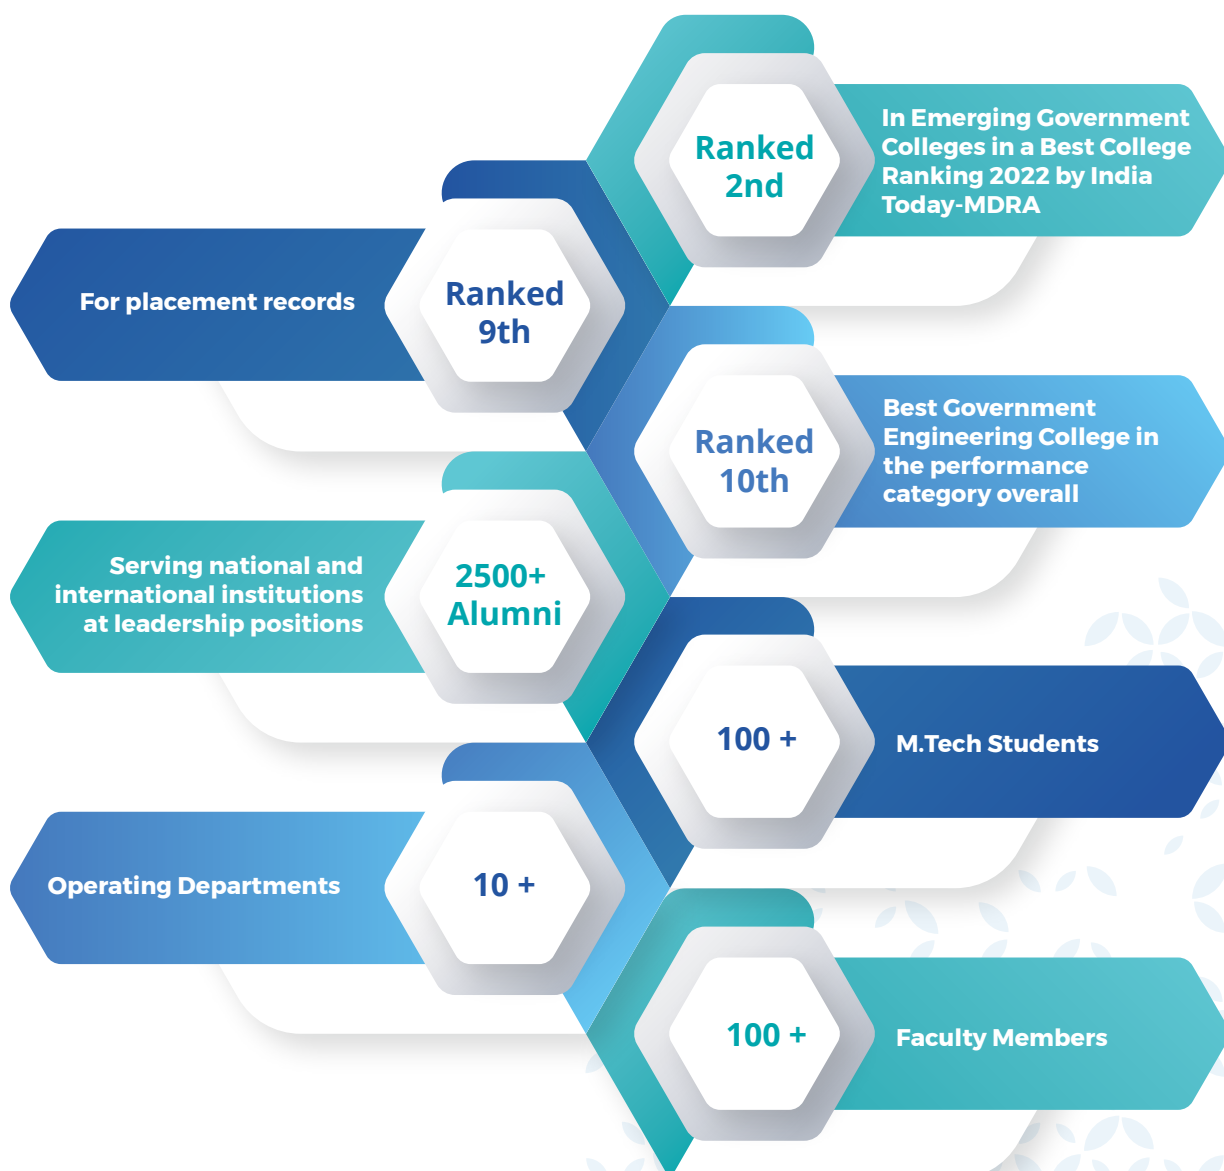 Ranked
2nd
In Emerging Government
Colleges in a Best College
Ranking 2022 by India
Today-MDRA
For placement records
Ranked
9th
Ranked
10th
Best Government
Engineering College in
the performance
category overall
Serving national and
international institutions
at leadership positions
2500+
Alumni
100 +
M.Tech Students
Operating Departments
10 +
100 +
Faculty Members